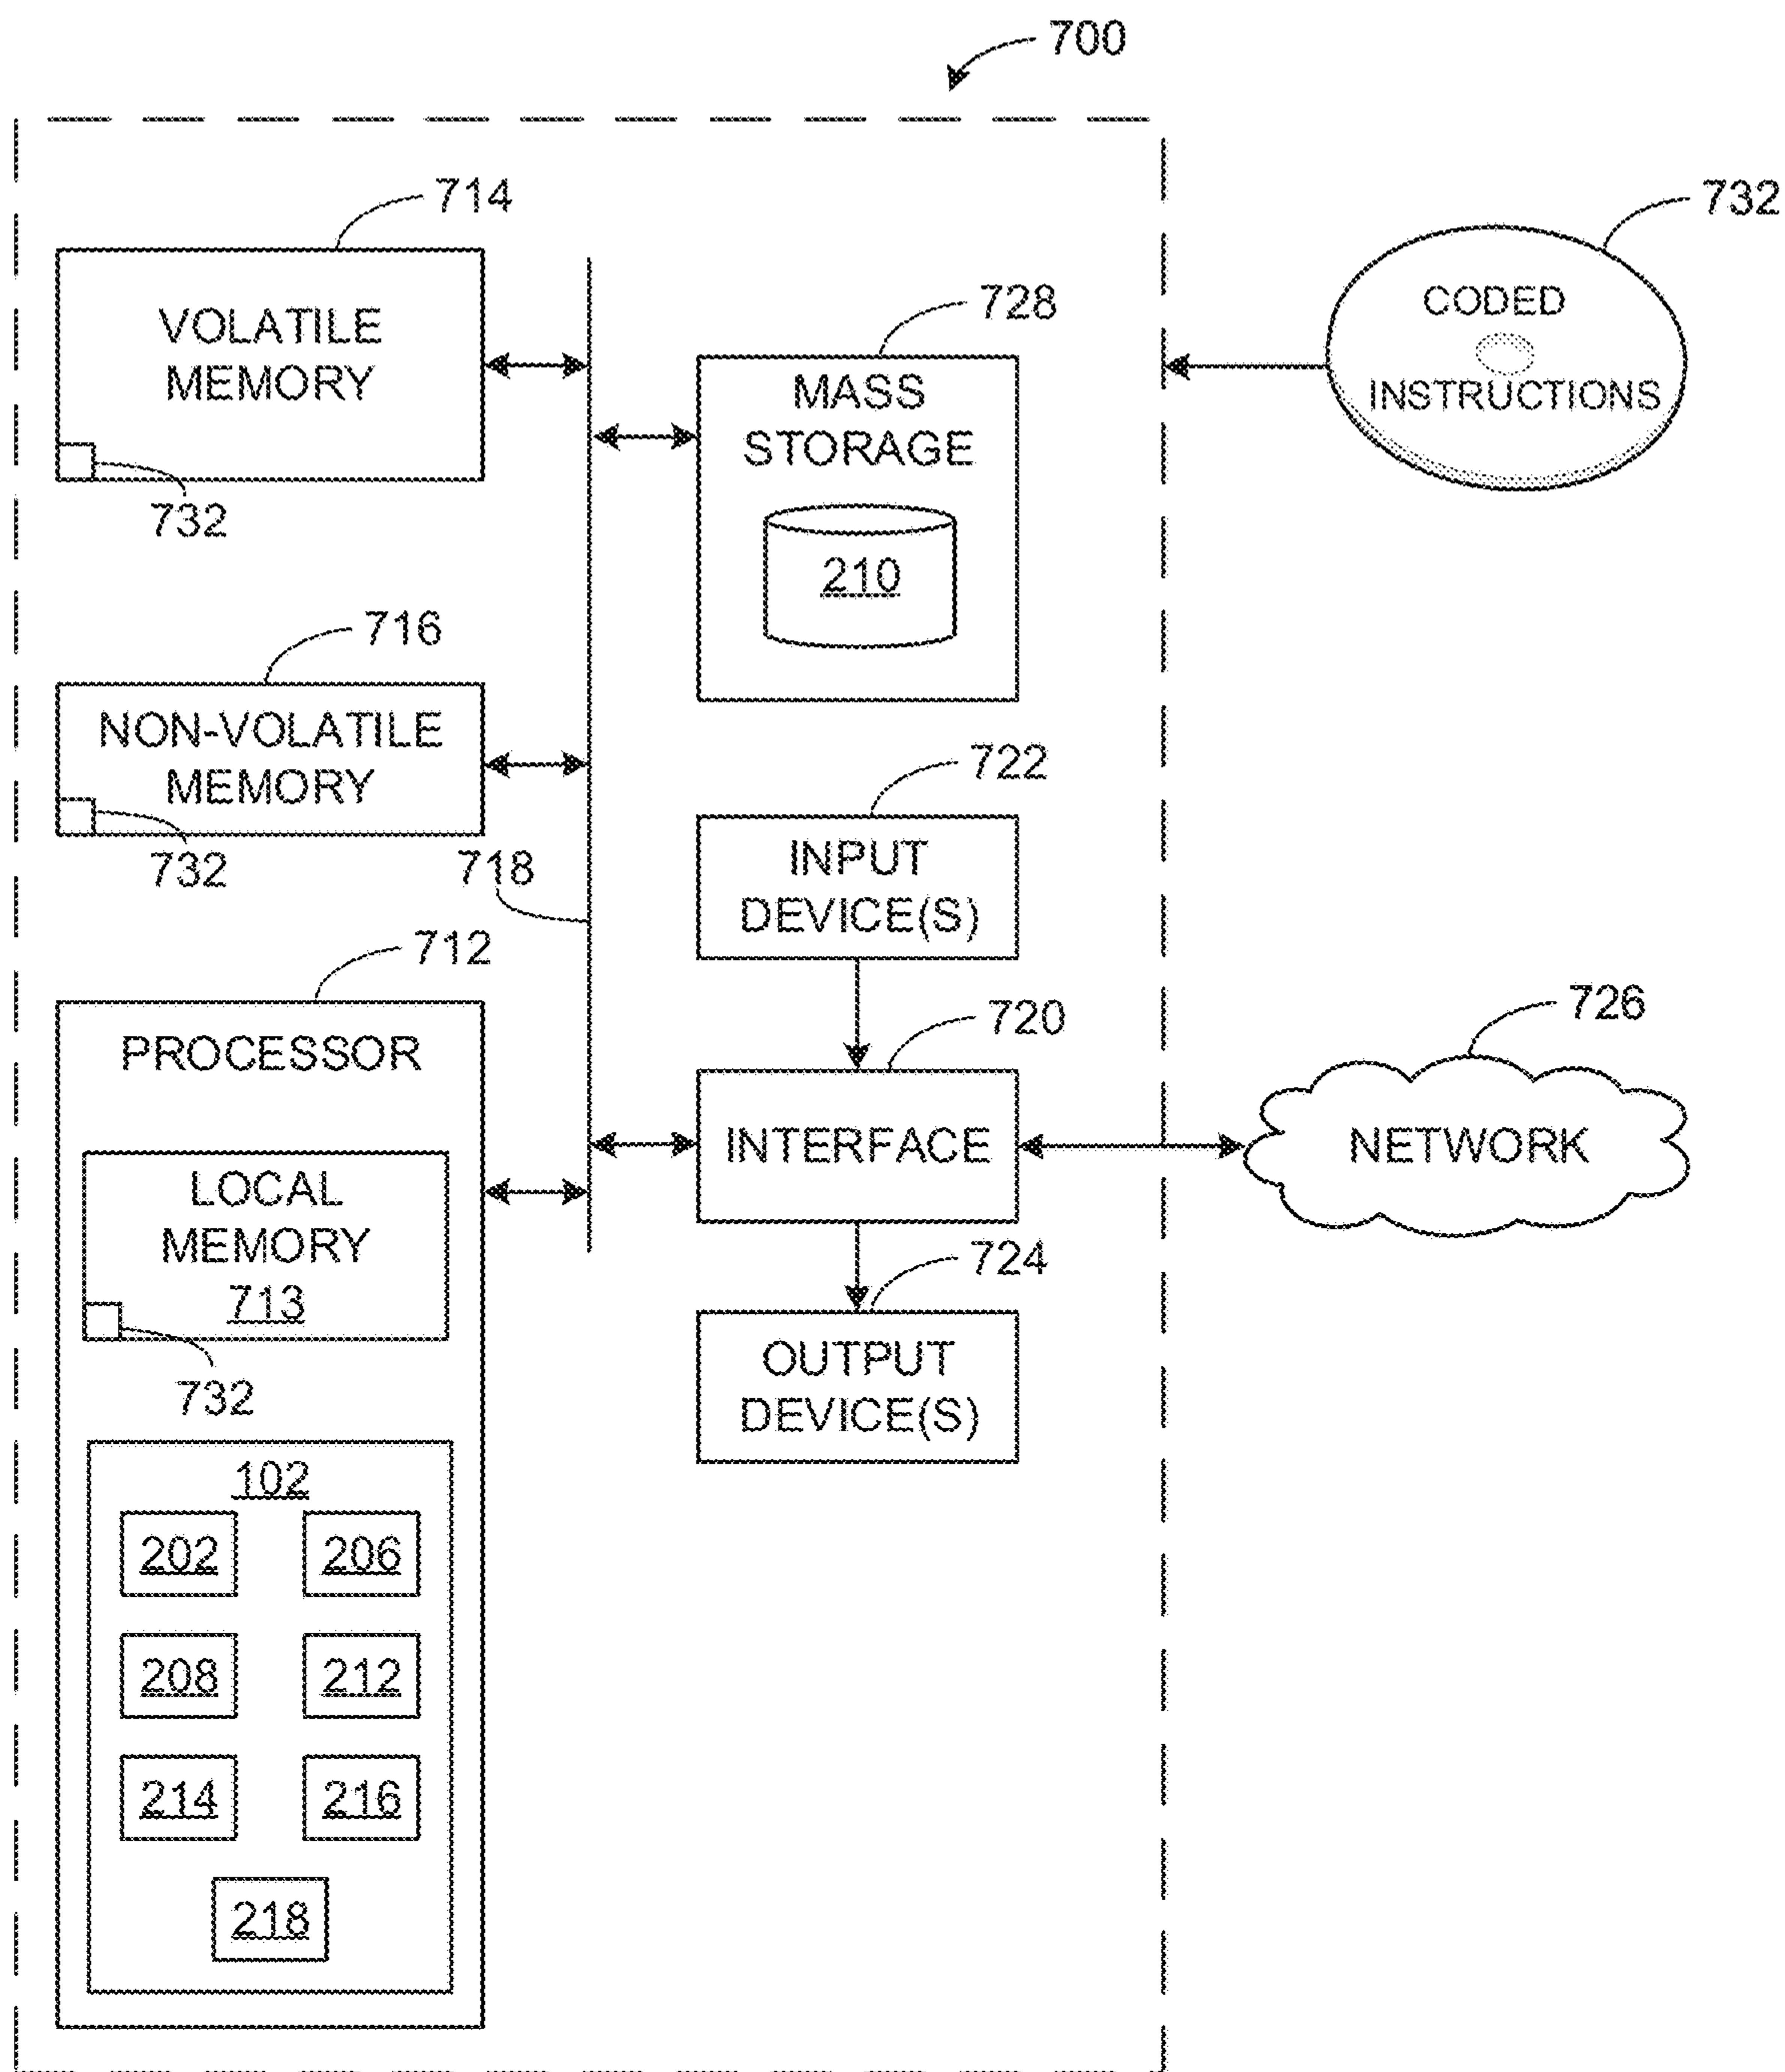 700
714
VOLATILE
MEMORY
732
728
MASS
STORAGE
210
732
CODED
INSTRUCTIONS
716
NON-VOLATILE
MEMORY
732
718
722
INPUT
DEVICE(S)
712
PROCESSOR
LOCAL
MEMORY
713
732
720
INTERFACE
726
NETWORK
724
OUTPUT
DEVICE(S)
102
202 206
208 212
214 216
218